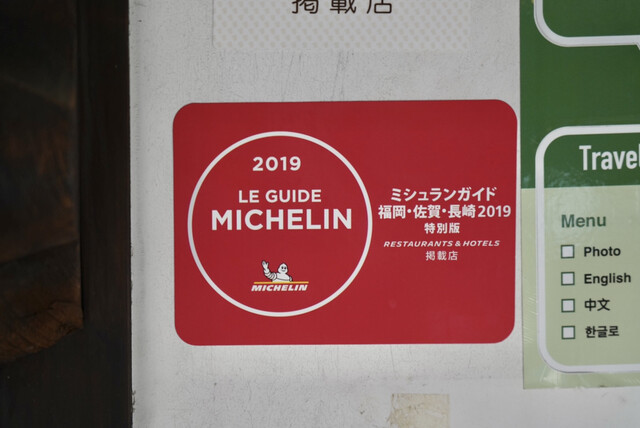 掲載店
2019
LE GUIDE
MICHELIN
MICHELIN
ミシュランガイド
福岡・佐賀・長崎2019
特別版
RESTAURANTS & HOTELS
掲載店
Travel
Menu
Photo
English
中文
한글로